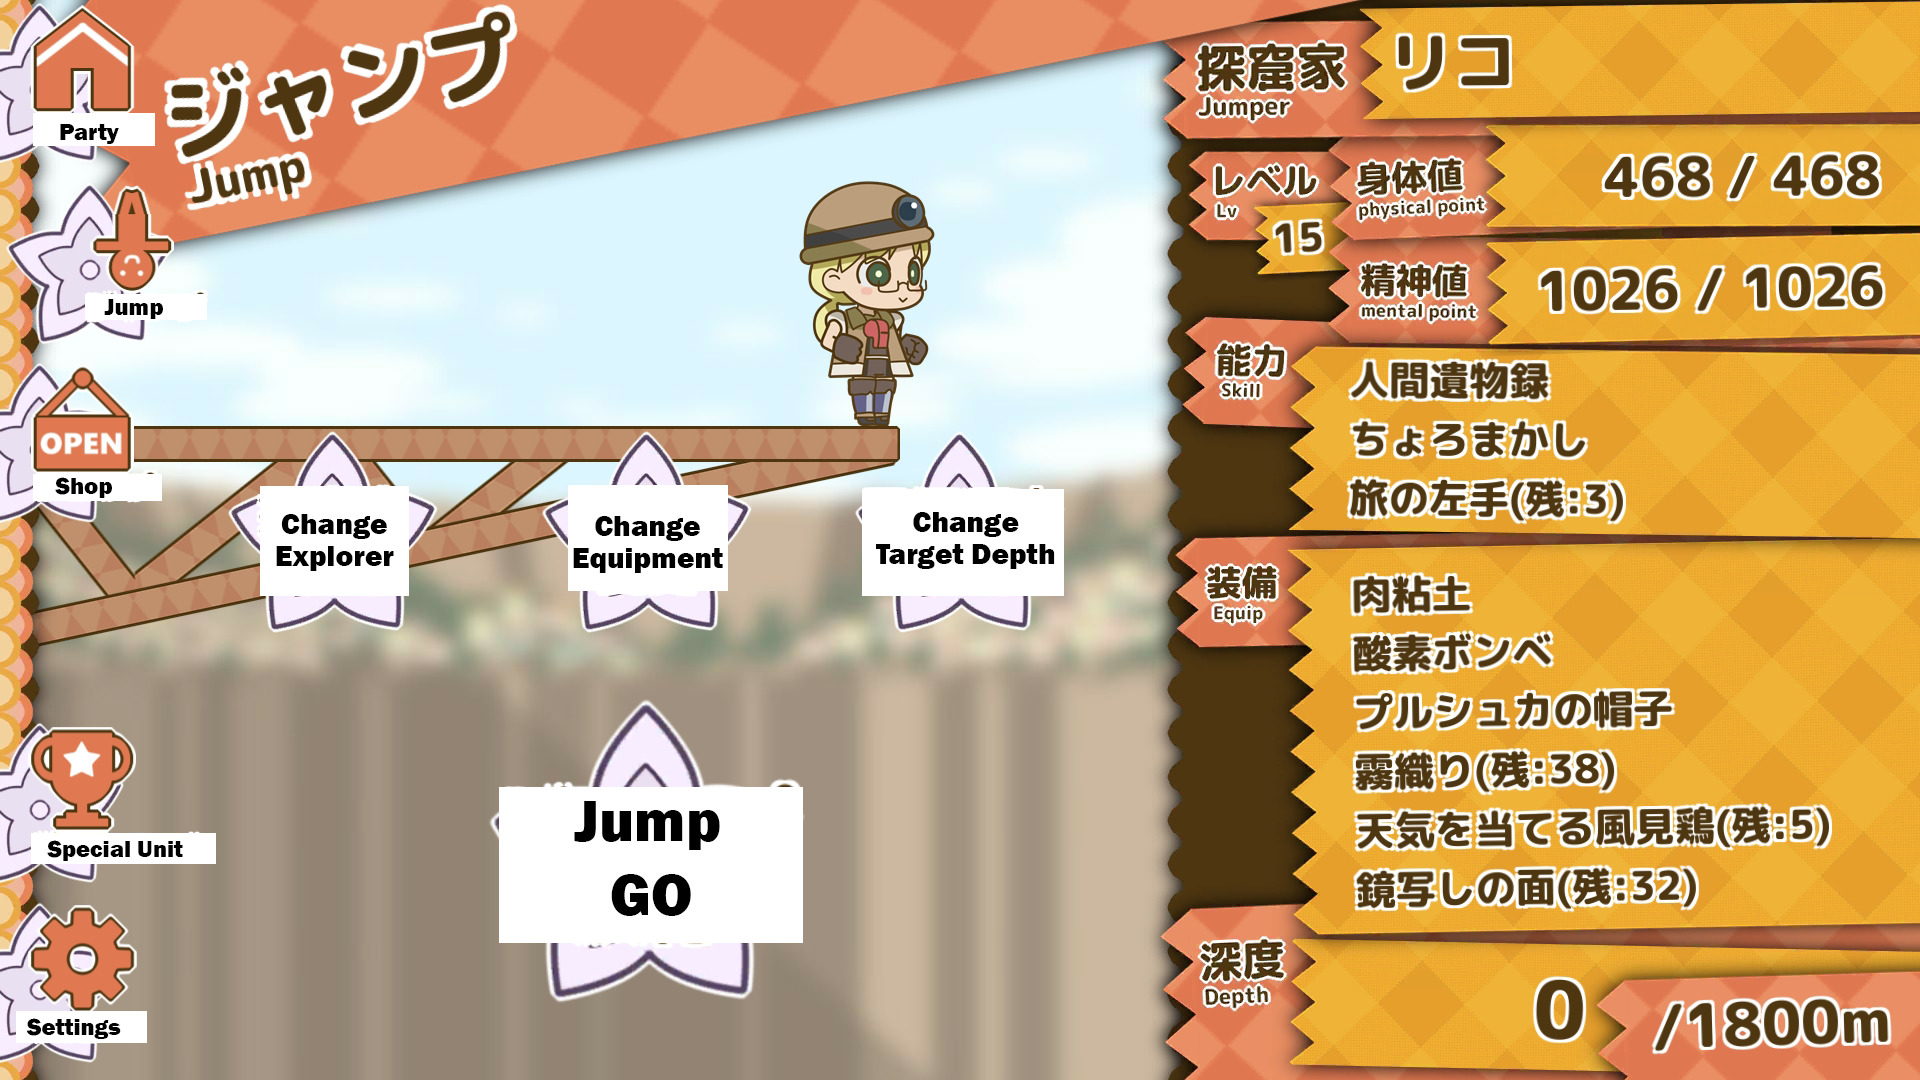 ジャンプ
Jump
Party
Jump
OPEN
Shop
Change
Explorer
Change
Equipment
Change
Target Depth
Jump
GO
Special Unit
Settings
探窟家
Jumper
リコ
レベル
Lv
15
身体値
physical point
468 / 468
精神値
mental point
1026 / 1026
能力
Skill
人間遺物録
ちょろまかし
旅の左手(残:3)
装備
Equip
肉粘土
酸素ボンベ
プルシュカの帽子
霧織り(残:38)
天気を当てる風見鶏(残:5)
鏡写しの面(残:32)
深度
Depth
0
/1800m